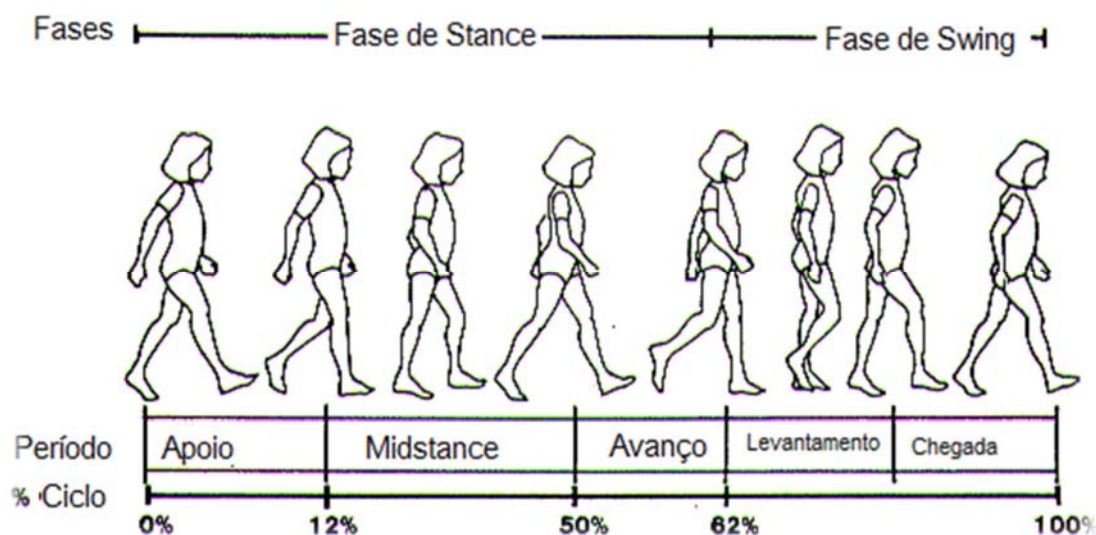 Fases Fase de Stance Fase de Swing
Período Apoio Midstance Avanço Levantamento Chegada
% Ciclo
0% 12% 50% 62% 100%